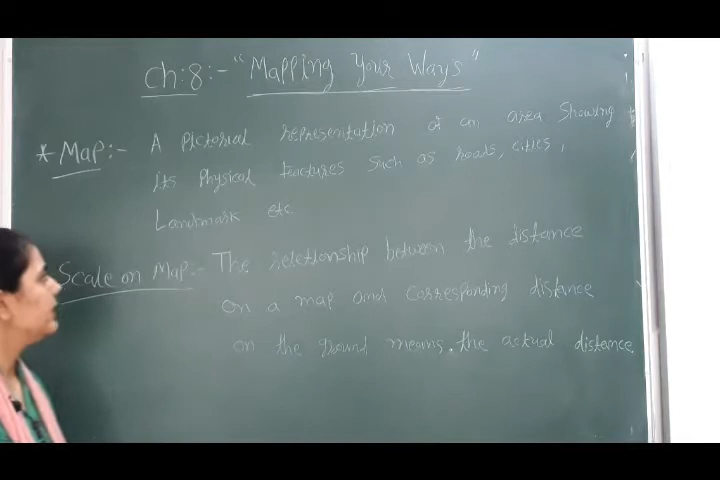 Ch:8:- "Mapping Your Ways"
* Map:- A Pictorial representation of an area Showing
its Physical Features Such as roads, cities,
Landmark etc.
Scale on Map:- The relationship between the distance
on a map and corresponding distance
on the ground means. the actual distance